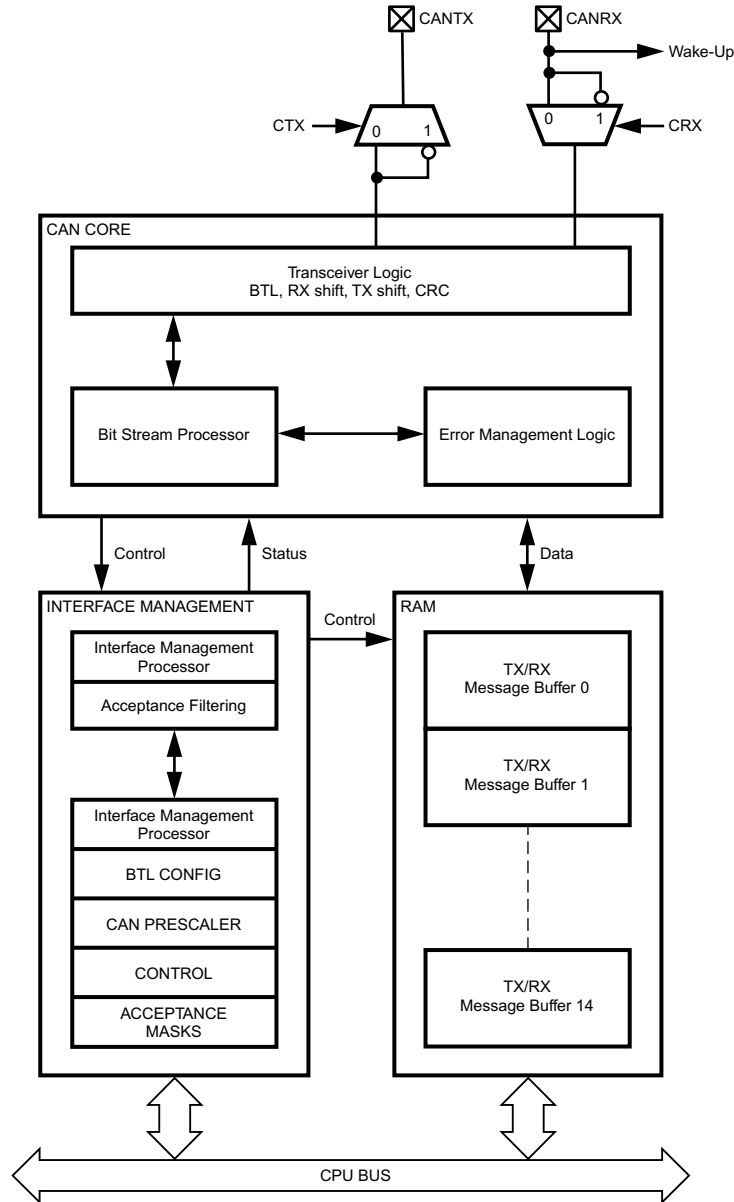 CANTX
CANRX
Wake-Up
CTX
0
1
0
1
CRX
CAN CORE
Transceiver Logic
BTL, RX shift, TX shift, CRC
Bit Stream Processor
Error Management Logic
Control
Status
Data
INTERFACE MANAGEMENT
Control
RAM
Interface Management
Processor
Acceptance Filtering
TX/RX
Message Buffer 0
TX/RX
Message Buffer 1
Interface Management
Processor
BTL CONFIG
CAN PRESCALER
CONTROL
ACCEPTANCE
MASKS
TX/RX
Message Buffer 14
CPU BUS